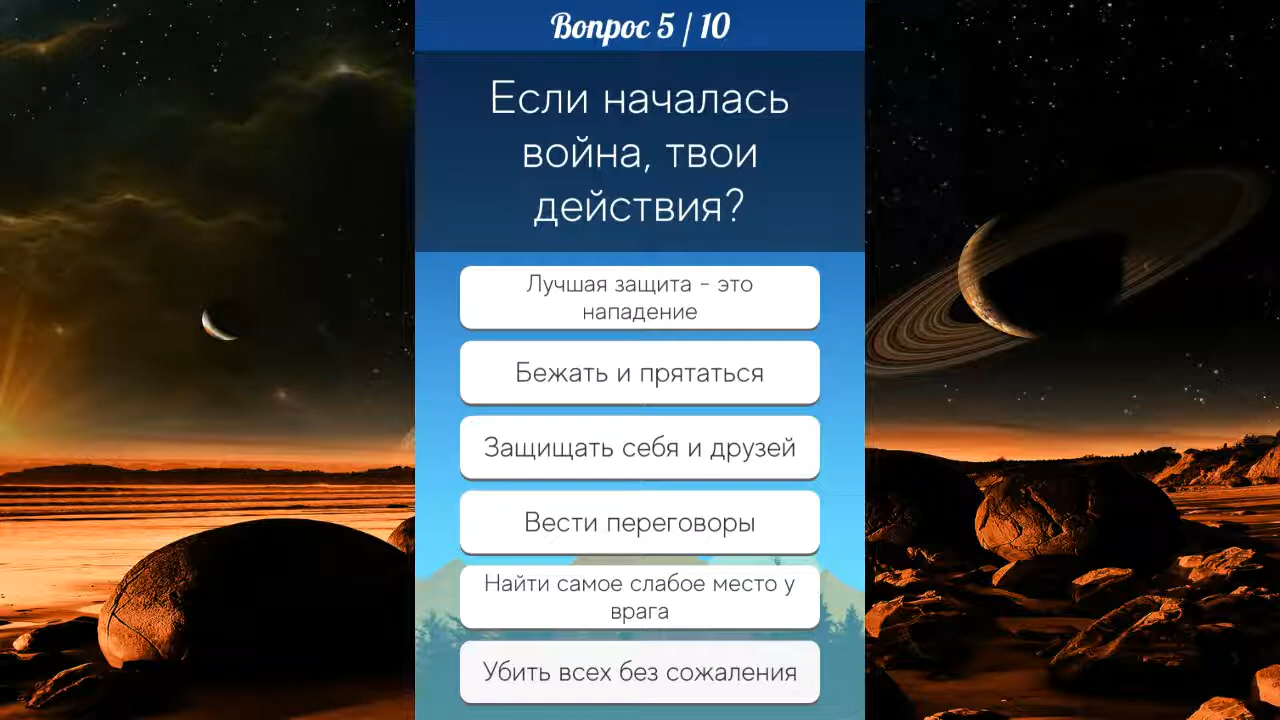 Вопрос 5 / 10
Если началась
война, твои
действия?
Лучшая защита - это
нападение
Бежать и прятаться
Защищать себя и друзей
Вести переговоры
Найти самое слабое место у
врага
Убить всех без сожаления